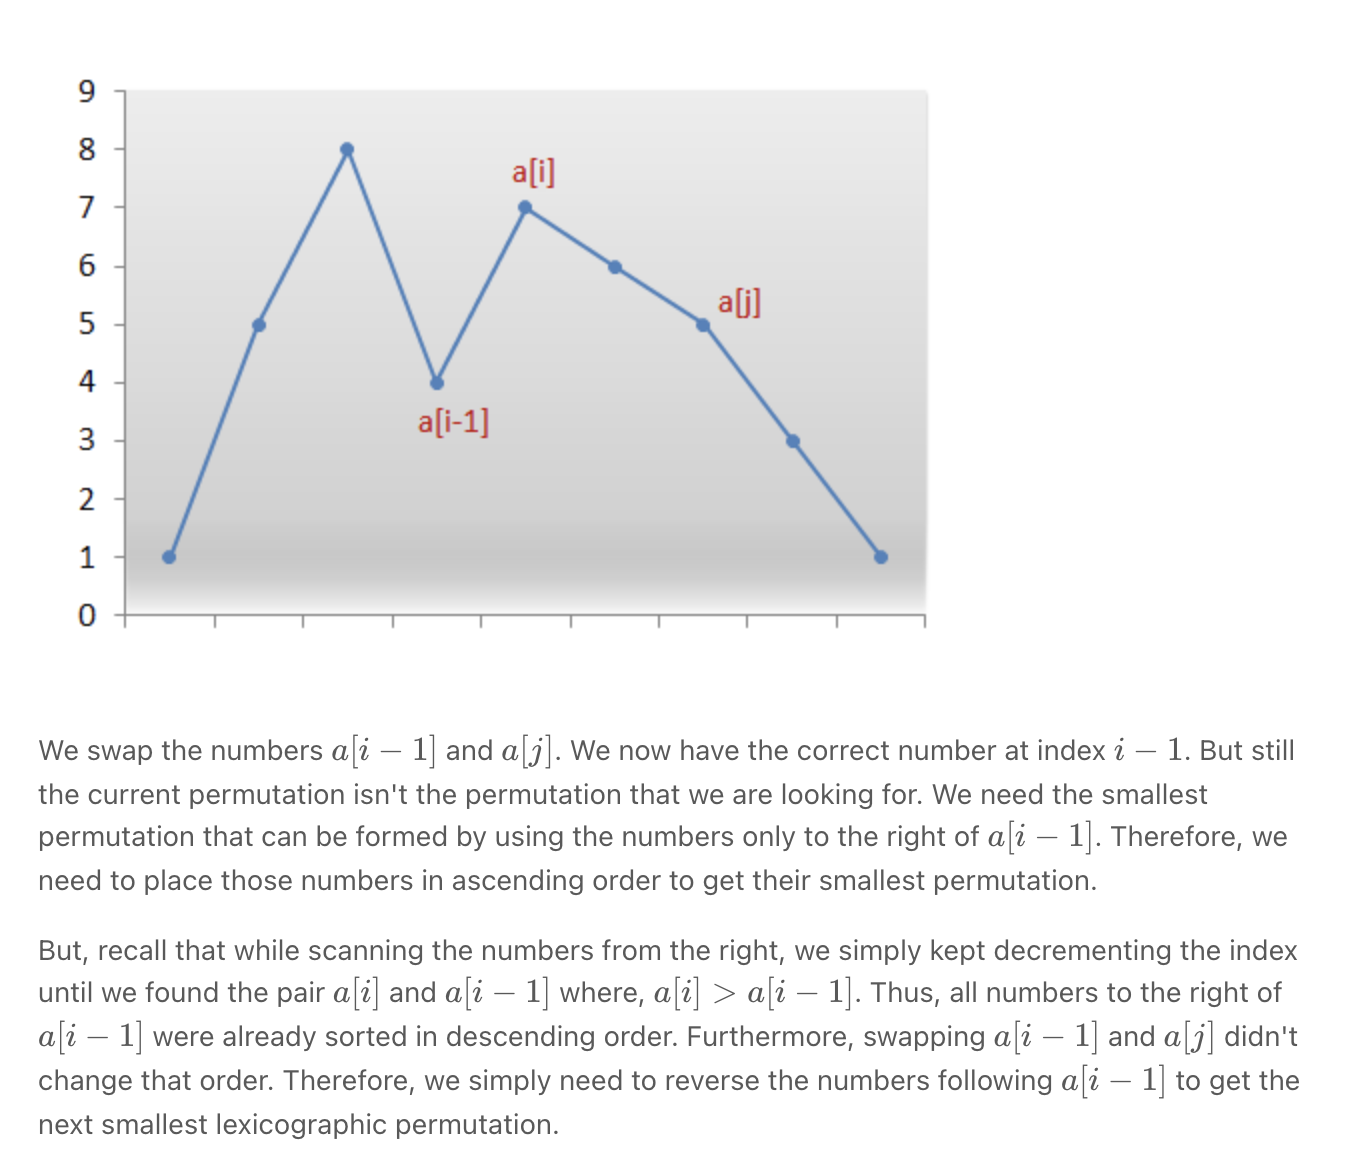 9
8
7
6
5
4
3
2
1
0
a[i]
a[j]
a[i-1]
We swap the numbers a[i − 1] and a[j]. We now have the correct number at index i − 1. But still
the current permutation isn't the permutation that we are looking for. We need the smallest
permutation that can be formed by using the numbers only to the right of a[i − 1]. Therefore, we
need to place those numbers in ascending order to get their smallest permutation.
But, recall that while scanning the numbers from the right, we simply kept decrementing the index
until we found the pair a[i] and a[i − 1] where, a[i] > a[i − 1]. Thus, all numbers to the right of
a[i − 1] were already sorted in descending order. Furthermore, swapping a[i − 1] and a[j] didn't
change that order. Therefore, we simply need to reverse the numbers following a[i − 1] to get the
next smallest lexicographic permutation.